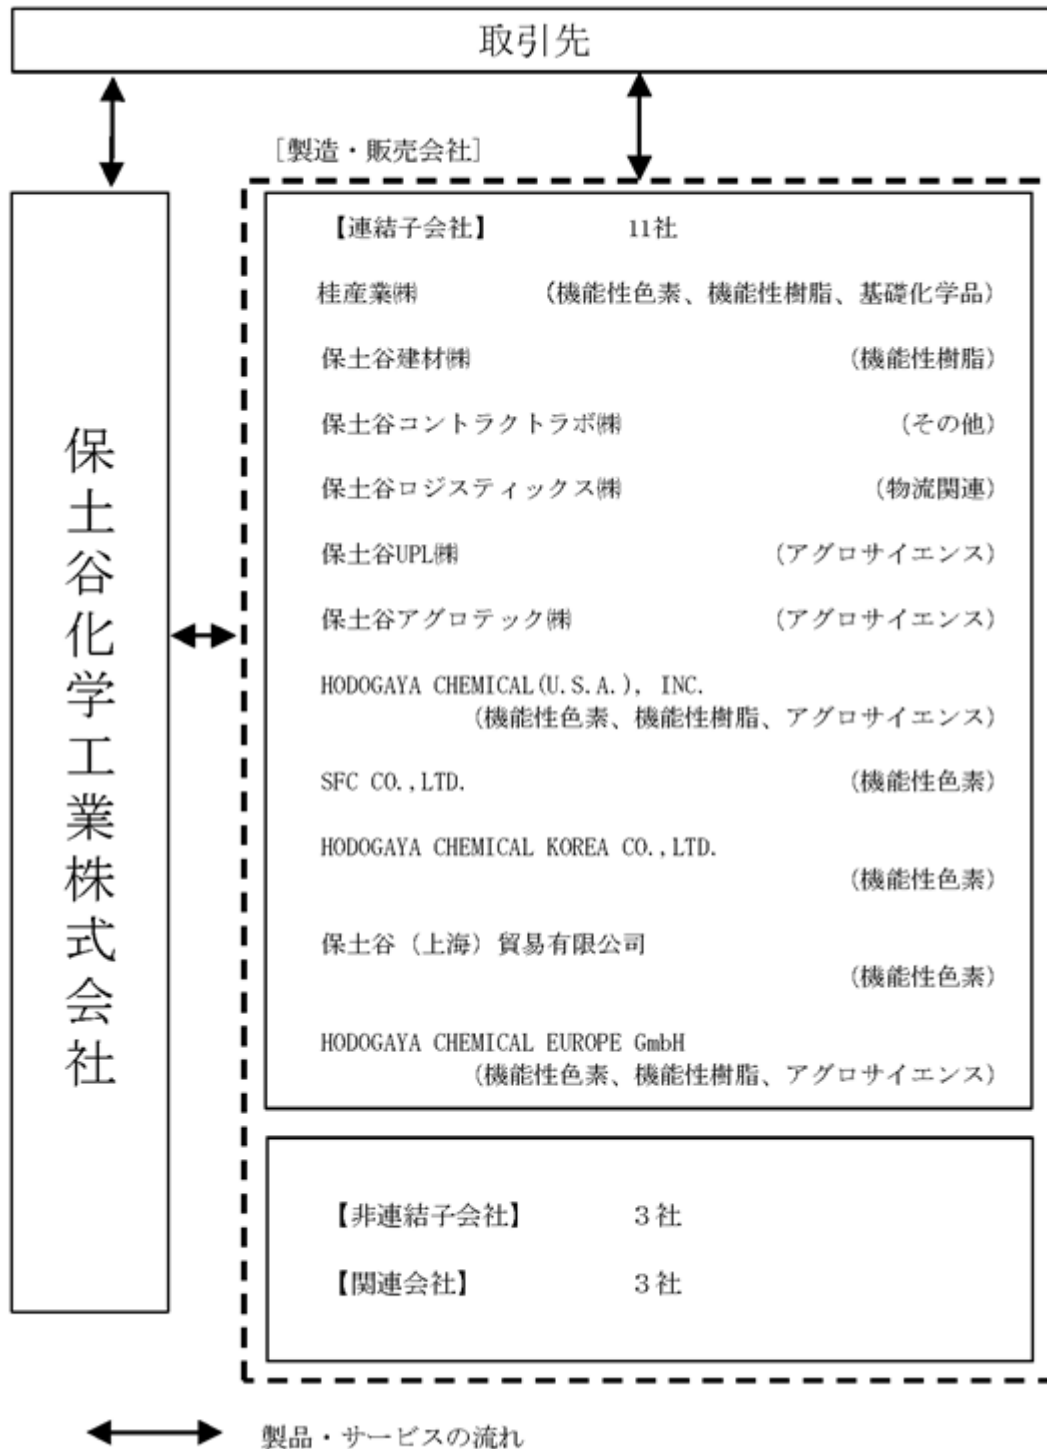 取引先
[製造・販売会社]
保土谷化学工業株式会社
【連結子会社】 11社
桂産業㈱ (機能性色素、機能性樹脂、基礎化学品)
保土谷建材㈱ (機能性樹脂)
保土谷コントラクトラボ㈱ (その他)
保土谷ロジスティックス㈱ (物流関連)
保土谷UPL㈱ (アグロサイエンス)
保土谷アグロテック㈱ (アグロサイエンス)
HODOGAYA CHEMICAL(U.S.A.), INC.
(機能性色素、機能性樹脂、アグロサイエンス)
SFC CO.,LTD. (機能性色素)
HODOGAYA CHEMICAL KOREA CO.,LTD.
(機能性色素)
保土谷（上海）貿易有限公司
(機能性色素)
HODOGAYA CHEMICAL EUROPE GmbH
(機能性色素、機能性樹脂、アグロサイエンス)
【非連結子会社】 ３社
【関連会社】 ３社
製品・サービスの流れ